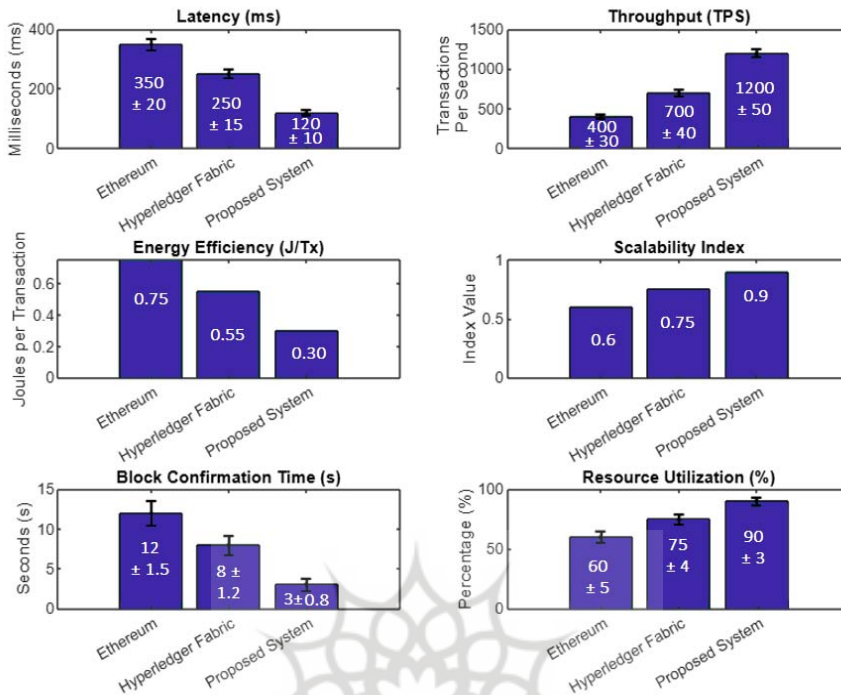 Latency (ms)
Milliseconds (ms)
400
200
0
350
± 20
250
± 15
120
± 10
Ethereum
Hyperledger Fabric
Proposed System
Throughput (TPS)
Transactions
Per Second
1500
1000
500
0
400
± 30
700
± 40
1200
± 50
Ethereum
Hyperledger Fabric
Proposed System
Energy Efficiency (J/Tx)
Joules per Transaction
0.6
0.4
0.2
0
0.75
0.55
0.30
Ethereum
Hyperledger Fabric
Proposed System
Scalability Index
Index Value
1
0.5
0
0.6
0.75
0.9
Ethereum
Hyperledger Fabric
Proposed System
Block Confirmation Time (s)
Seconds (s)
15
10
5
0
12
± 1.5
8 ±
1.2
3±0.8
Ethereum
Hyperledger Fabric
Proposed System
Resource Utilization (%)
Percentage (%)
100
50
0
60
± 5
75
± 4
90
± 3
Ethereum
Hyperledger Fabric
Proposed System